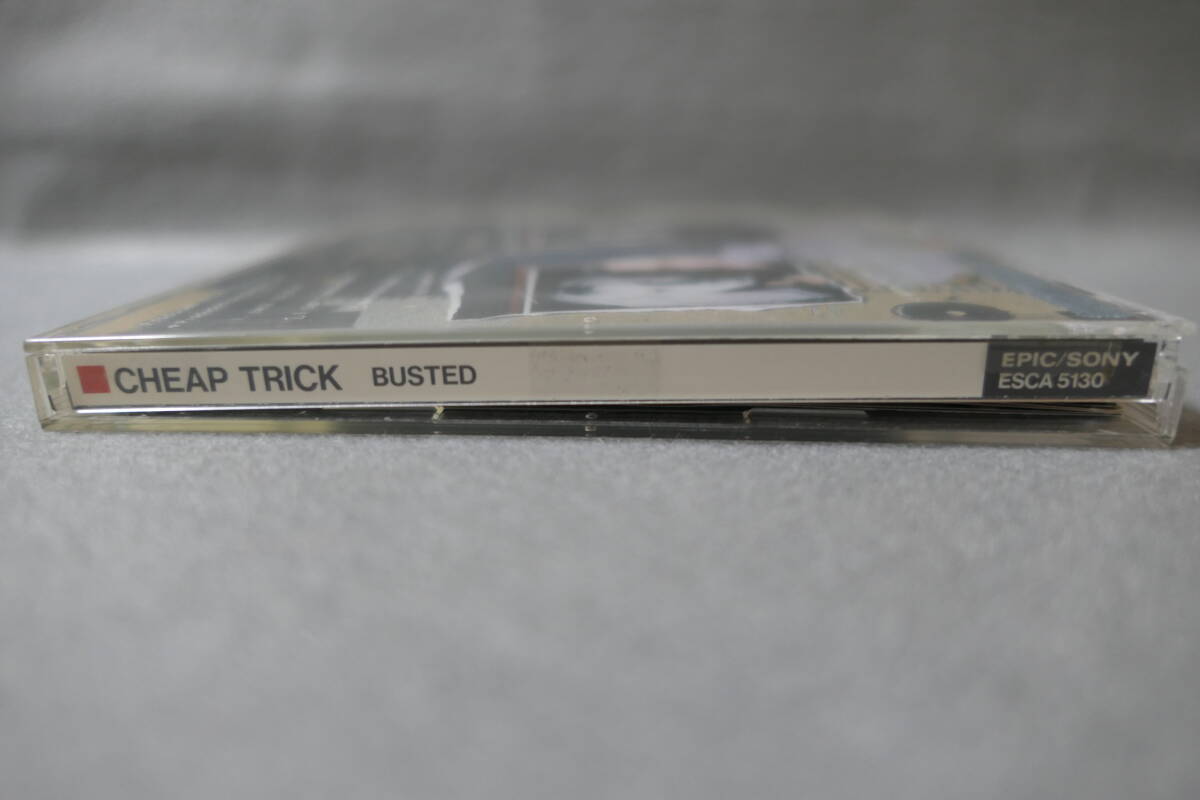 CHEAP TRICK BUSTED
EPIC/SONY
ESCA 5130